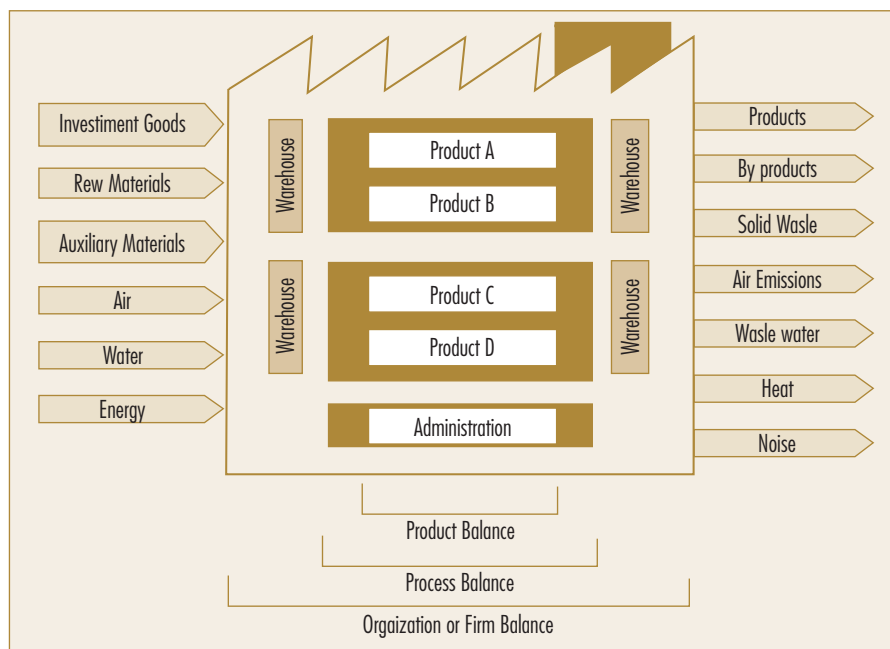 Investiment Goods
Rew Materials
Auxiliary Materials
Air
Water
Energy
Warehouse
Warehouse
Product A
Product B
Product C
Product D
Administration
Warehouse
Warehouse
Products
By products
Solid Waste
Air Emissions
Wasle water
Heat
Noise
Product Balance
Process Balance
Orgaization or Firm Balance